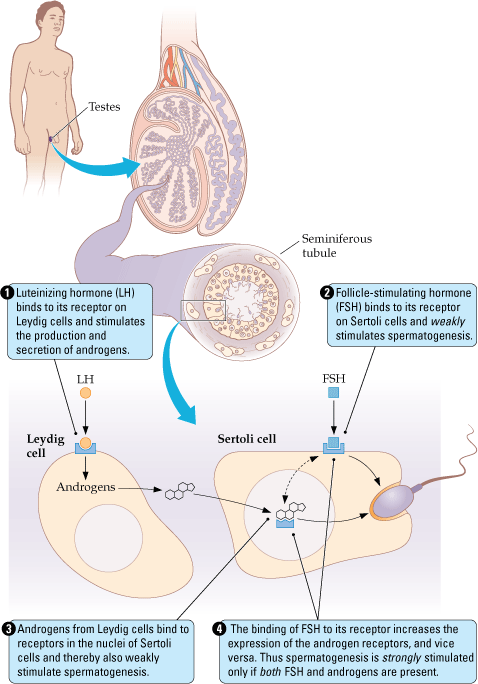 Testes
Seminiferous
tubule
1 Luteinizing hormone (LH)
binds to its receptor on
Leydig cells and stimulates
the production and
secretion of androgens.
2 Follicle-stimulating hormone
(FSH) binds to its receptor
on Sertoli cells and weakly
stimulates spermatogenesis.
LH
FSH
Leydig
cell
Sertoli cell
Androgens
3 Androgens from Leydig cells bind to
receptors in the nuclei of Sertoli
cells and thereby also weakly
stimulate spermatogenesis.
4 The binding of FSH to its receptor increases the
expression of the androgen receptors, and vice
versa. Thus spermatogenesis is strongly stimulated
only if both FSH and androgens are present.